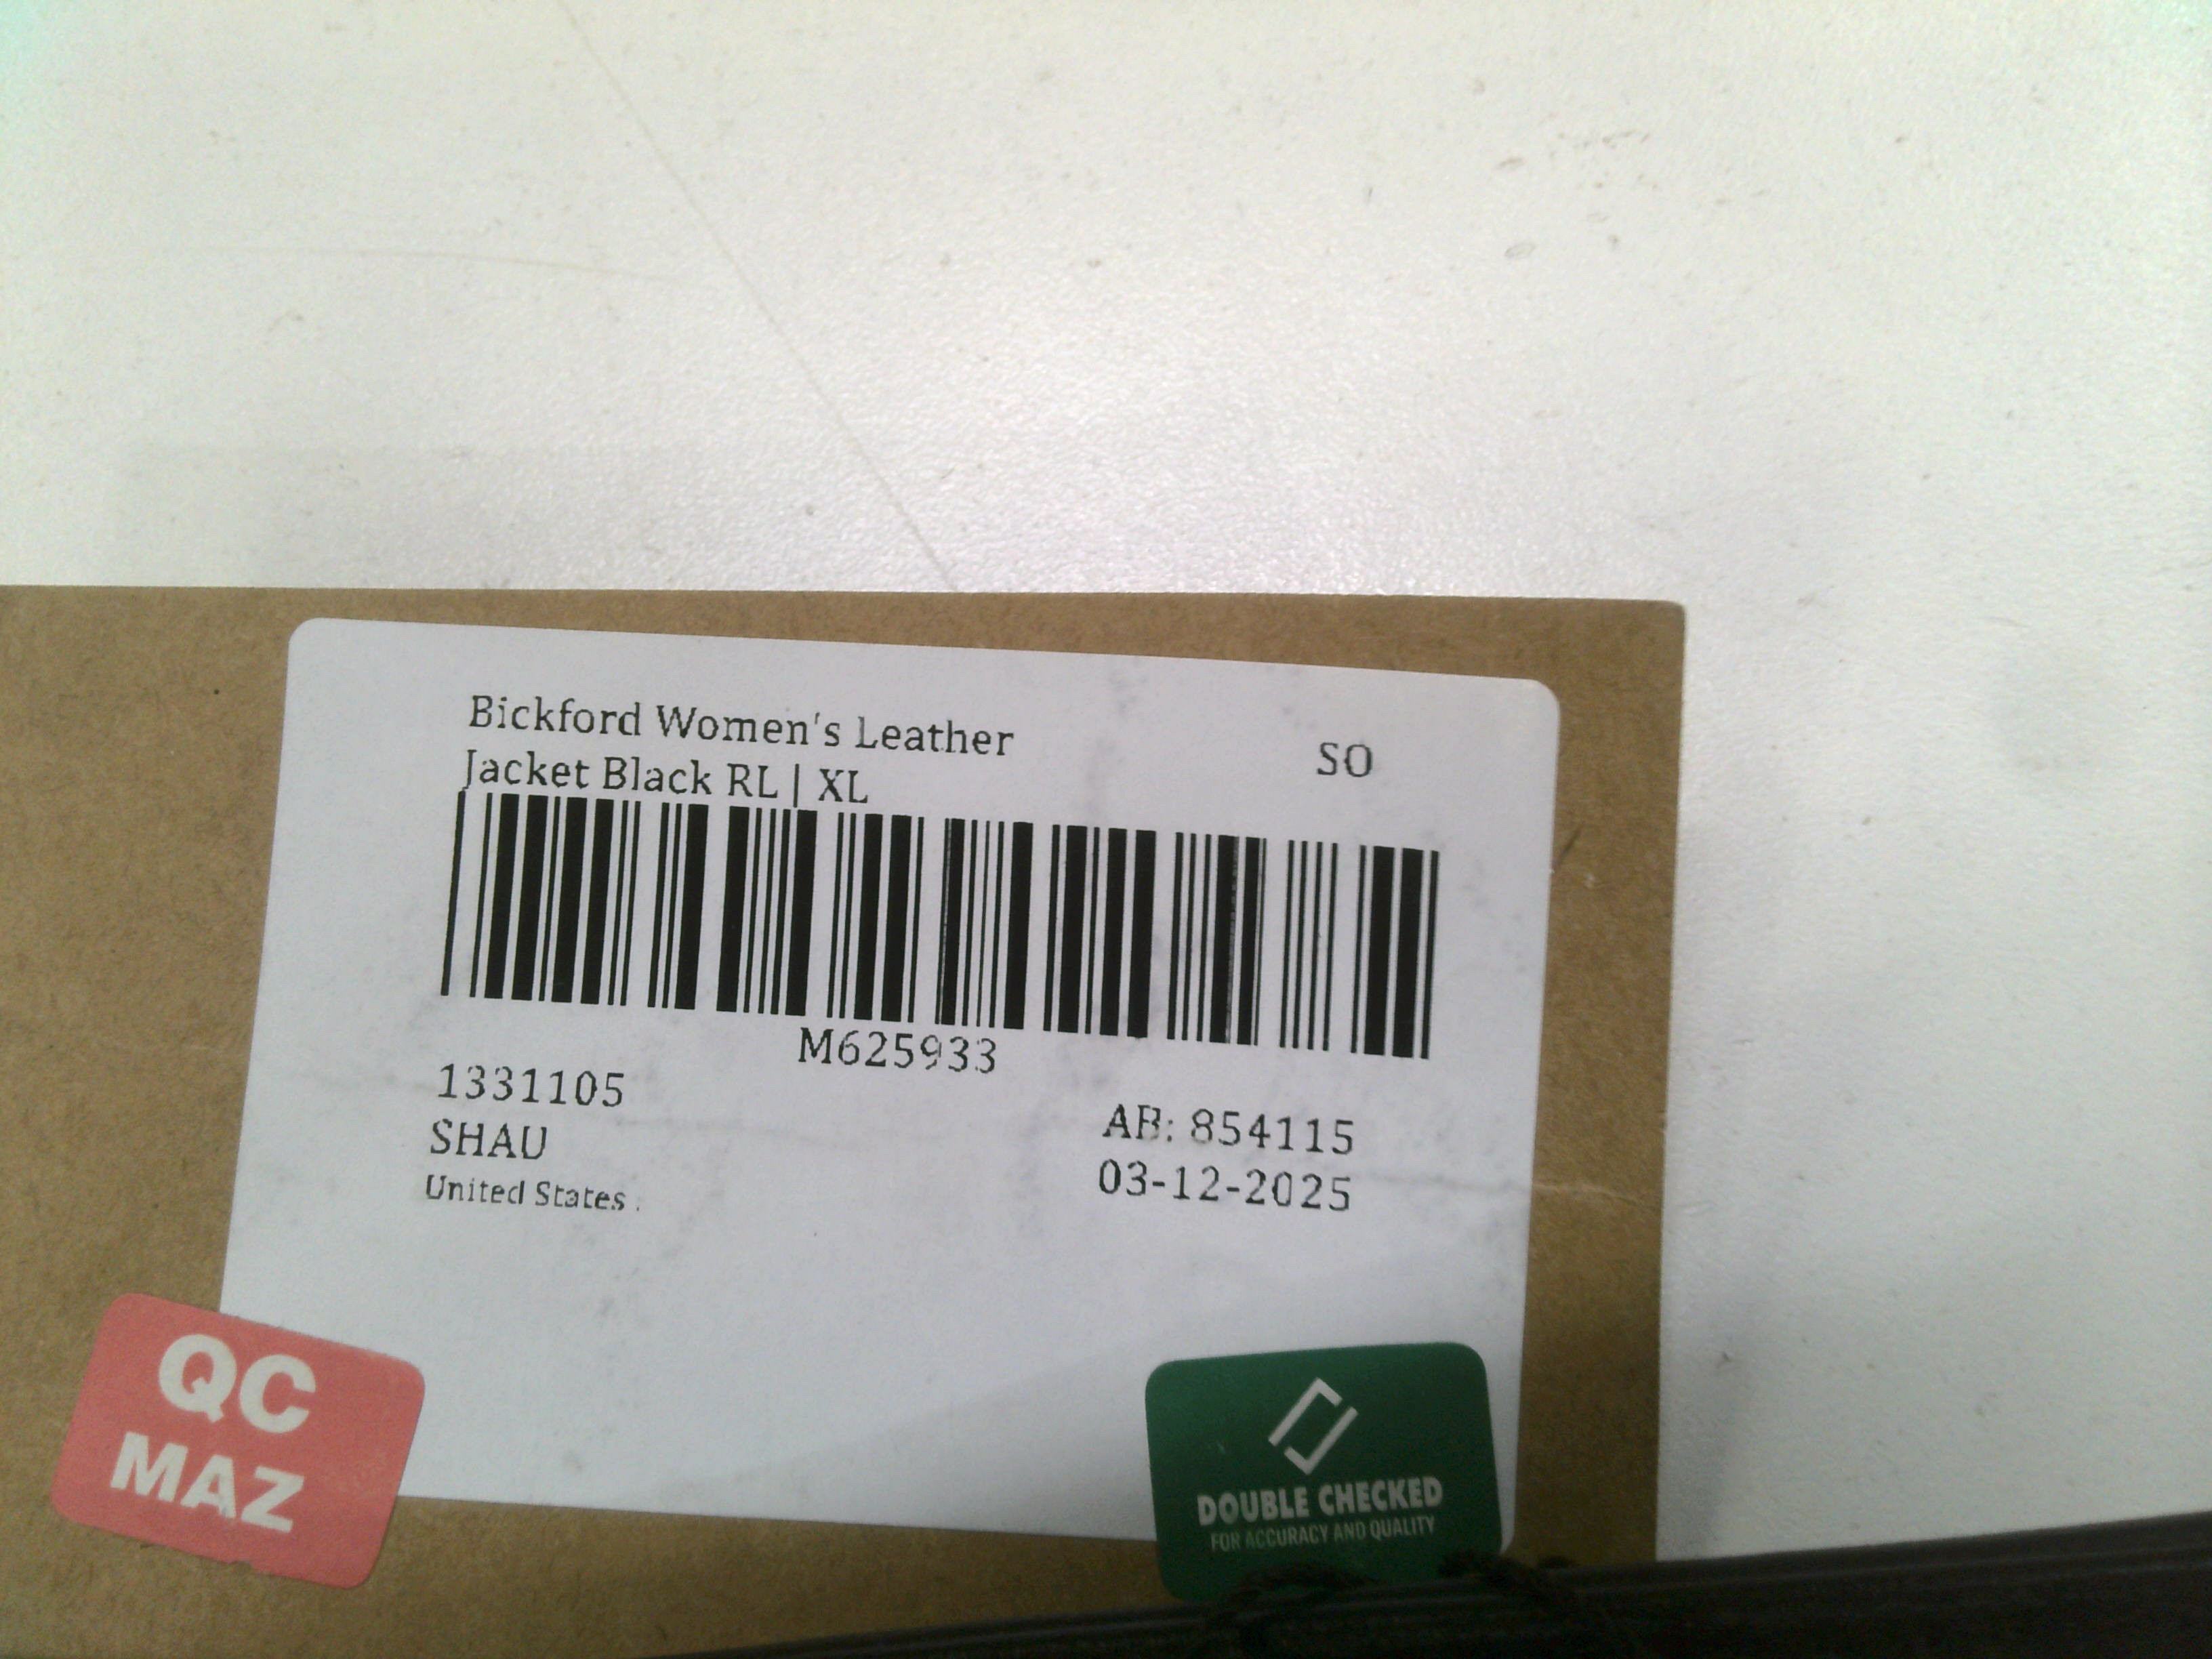 Bickford Women's Leather
Jacket Black RL | XL
SO
M625933
1331105
SHAU
United States .
AB: 854115
03-12-2025
QC
MAZ
DOUBLE CHECKED
FOR ACCURACY AND QUALITY